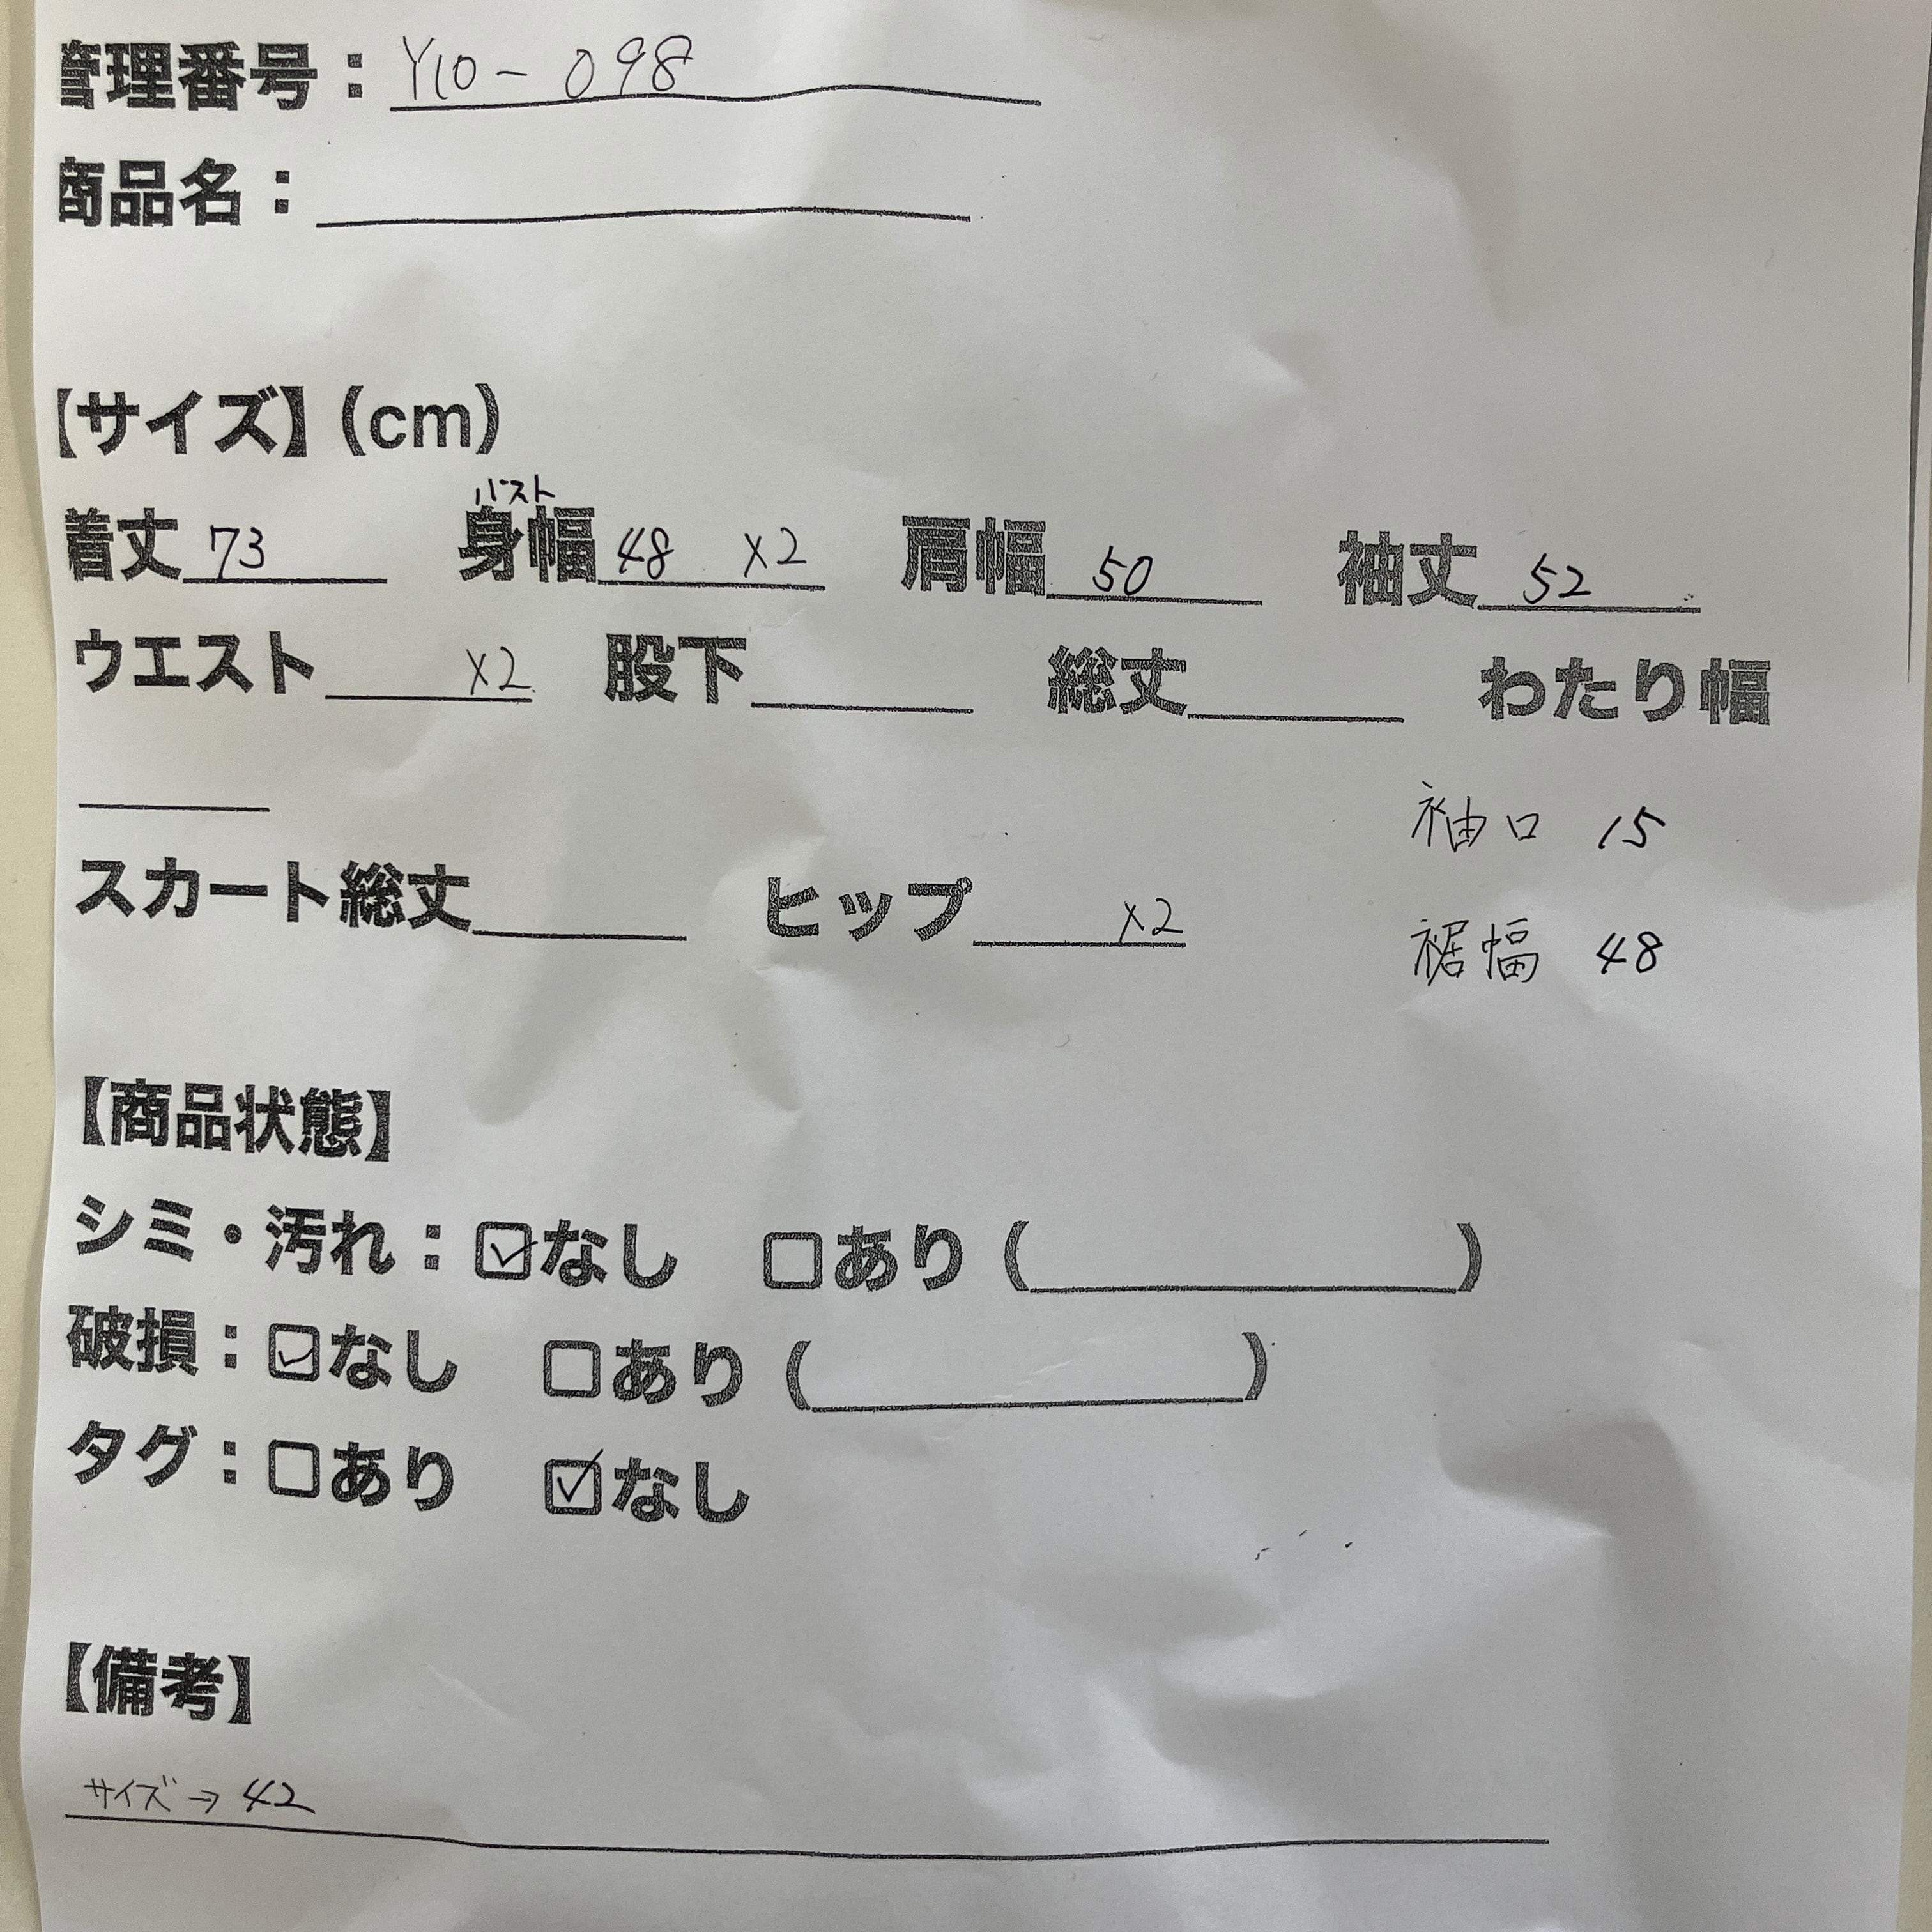 管理番号：Y10-098
商品名：
【サイズ】(cm)
バスト
着丈 73 身幅 48 ×2 肩幅 50 袖丈 52
ウエスト ×2 股下 総丈 わたり幅
袖口 15
スカート総丈 ヒップ ×2
裾幅 48
【商品状態】
シミ・汚れ：☑なし □あり ( )
破損：☑なし □あり ( )
タグ：□あり ☑なし
【備考】
サイズ→42